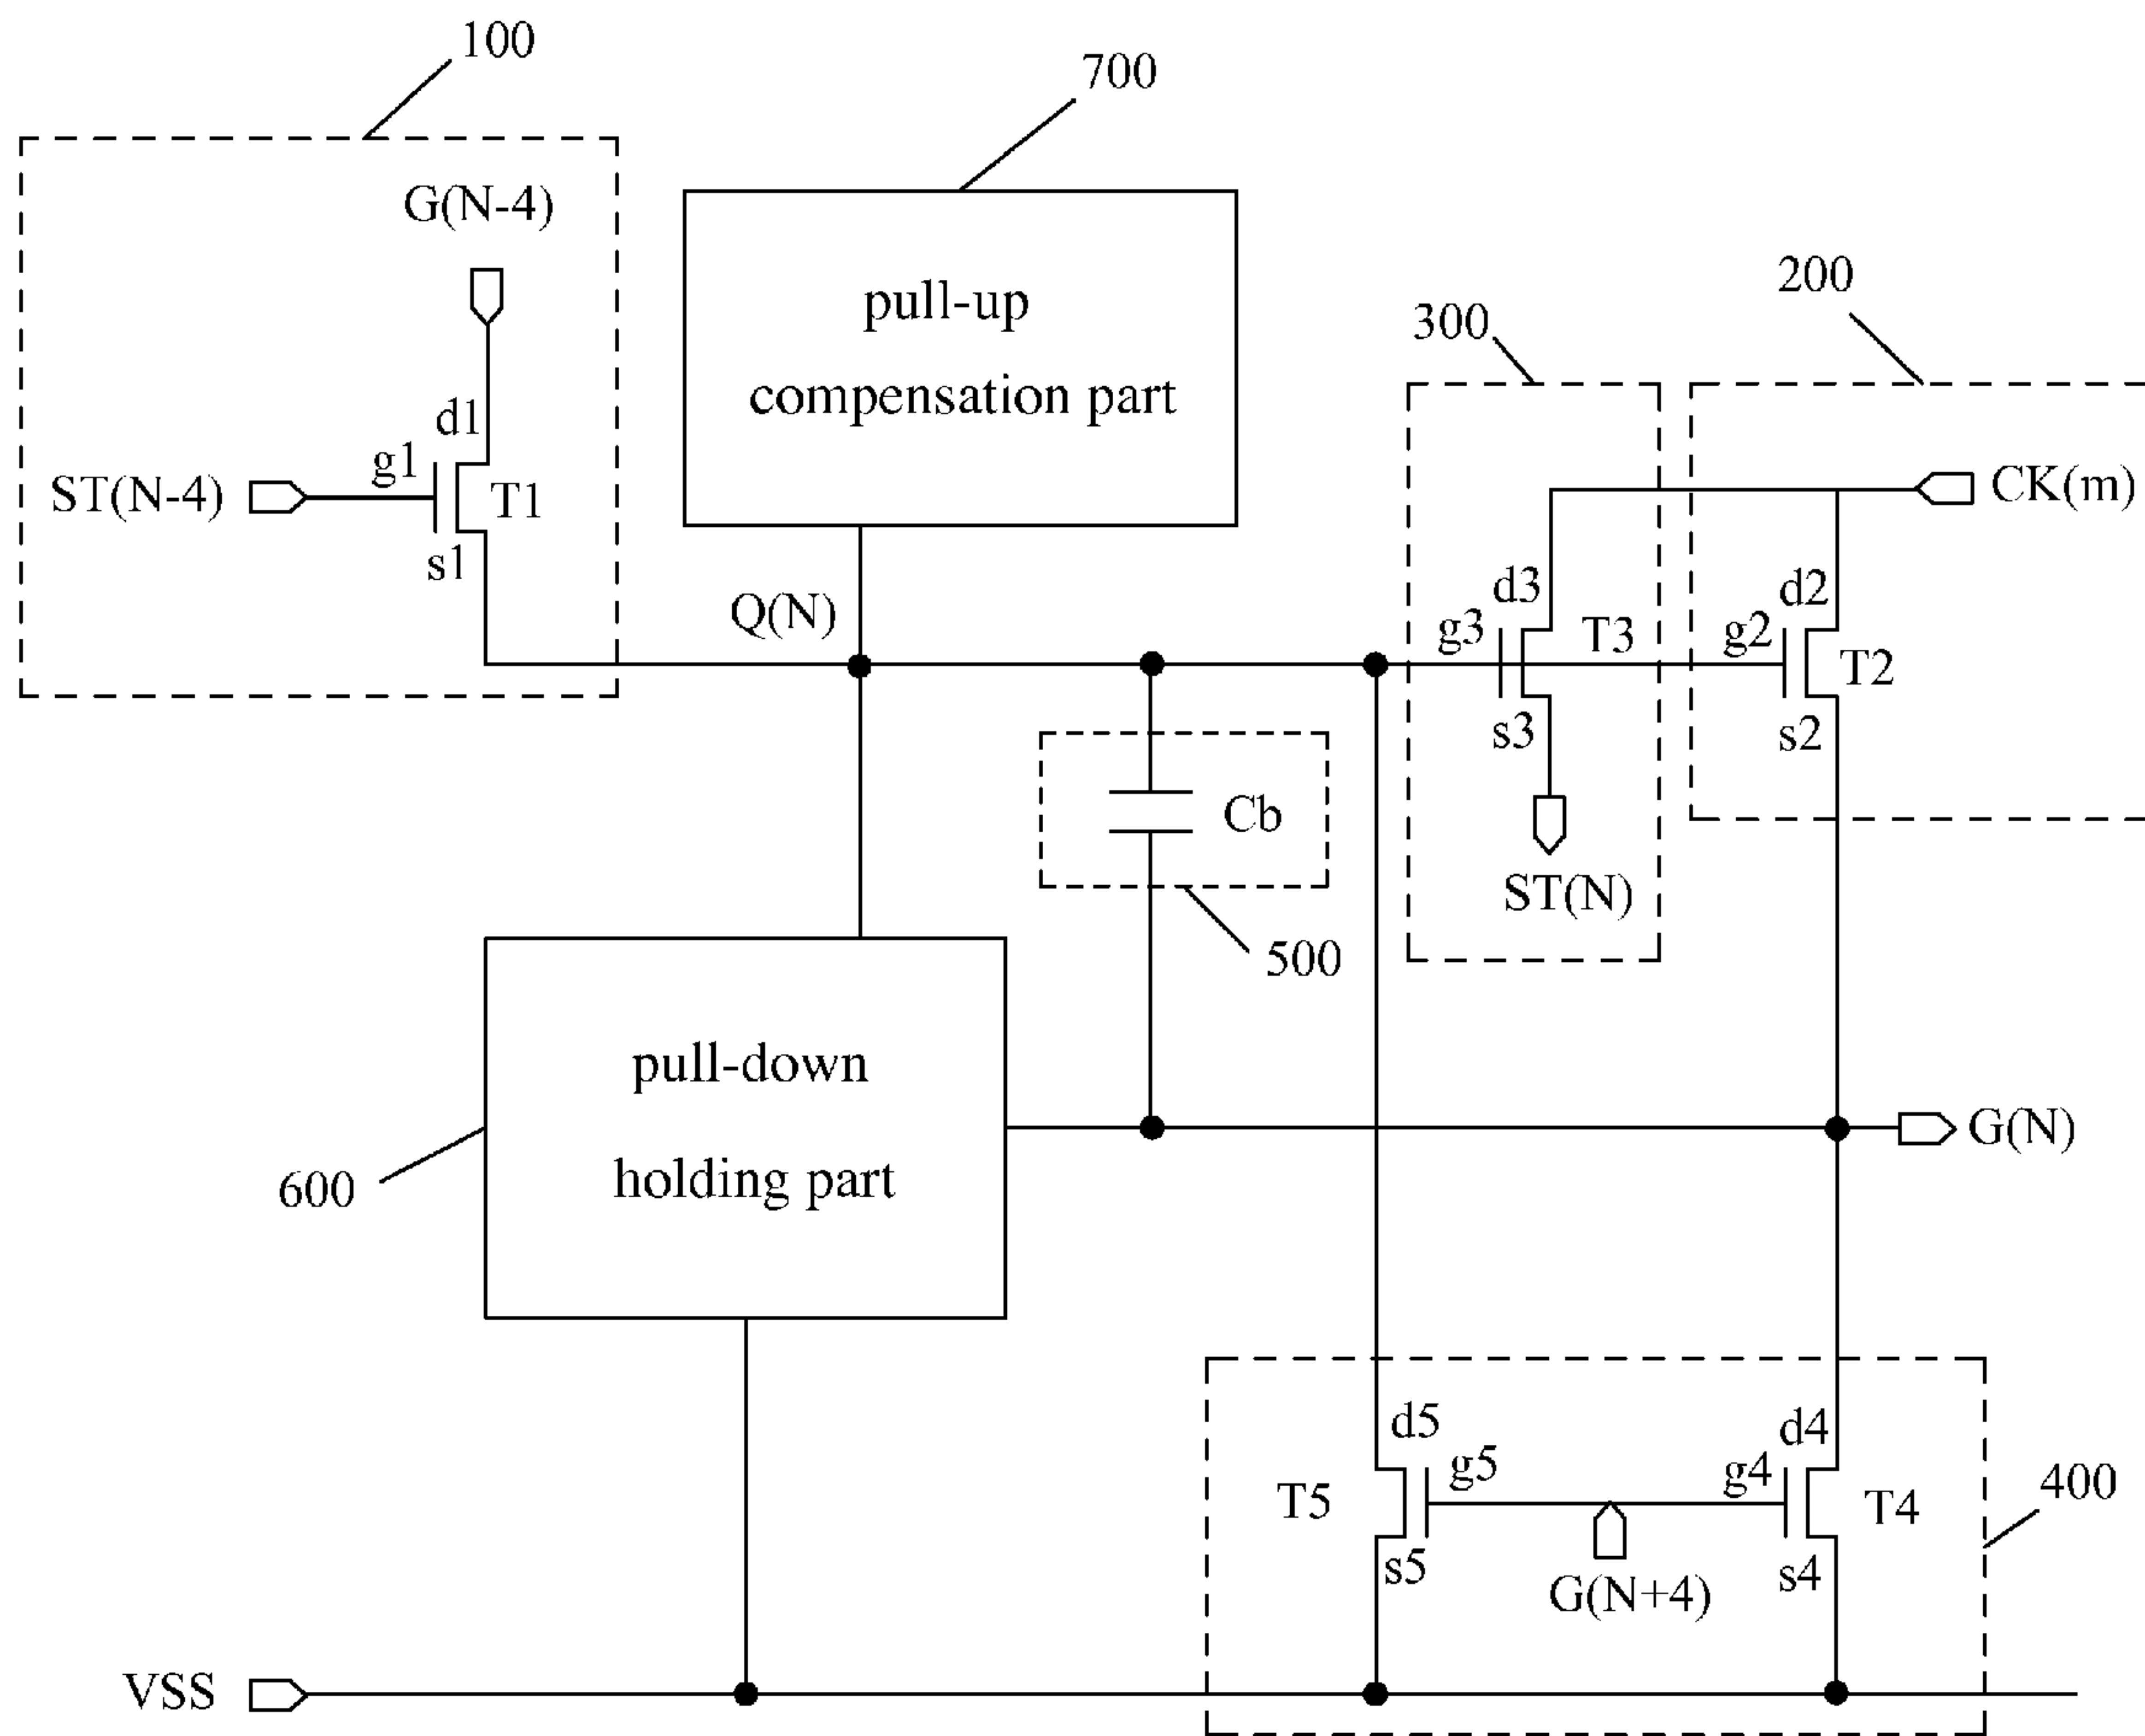 100
700
G(N-4)
200
pull-up
300
compensation part
d1
g1
ST(N-4)
T1
CK(m)
s1
d3
d2
Q(N)
g3
T3
g2
T2
s3
s2
Cb
ST(N)
500
pull-down
G(N)
holding part
600
d5
d4
g5
g4
400
T5
T4
s5
s4
G(N+4)
VSS